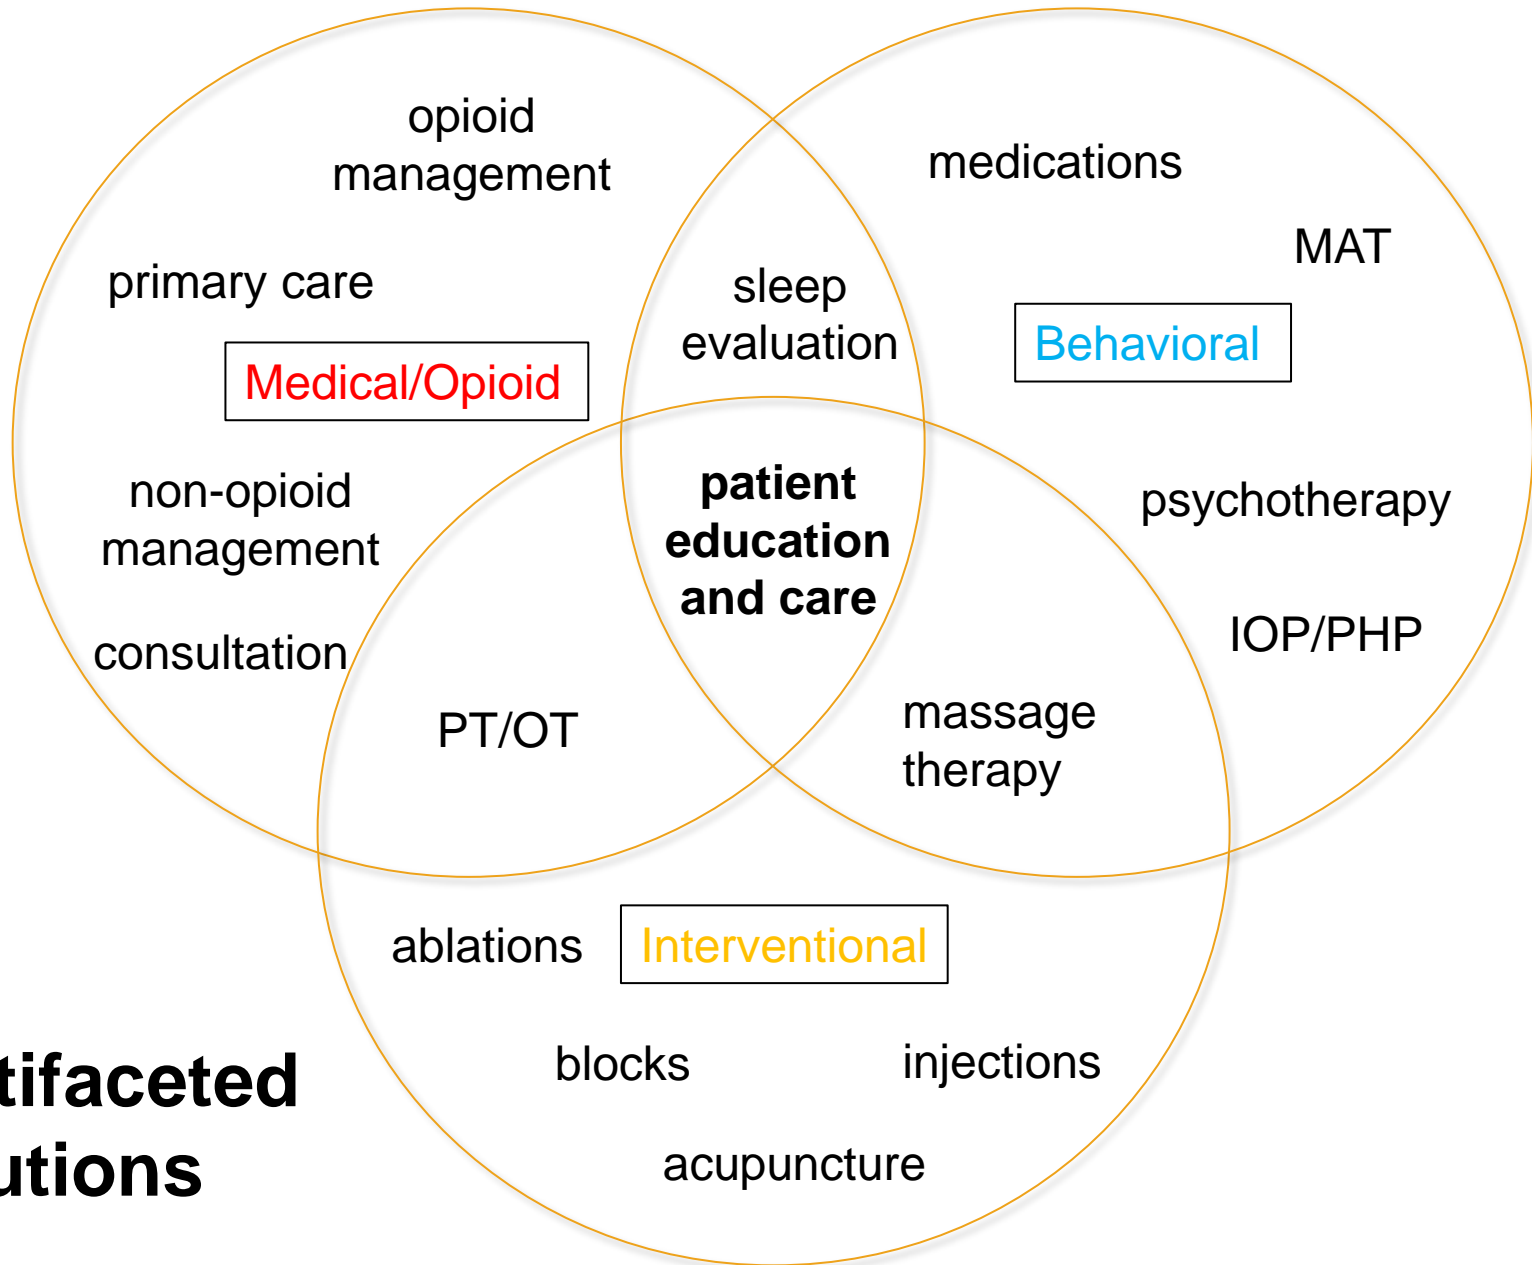 opioid
management
medications
MAT
primary care
sleep
evaluation
Behavioral
Medical/Opioid
non-opioid
management
patient
education
and care
psychotherapy
consultation
IOP/PHP
PT/OT
massage
therapy
ablations
Interventional
blocks
injections
acupuncture
tifaceted
utions